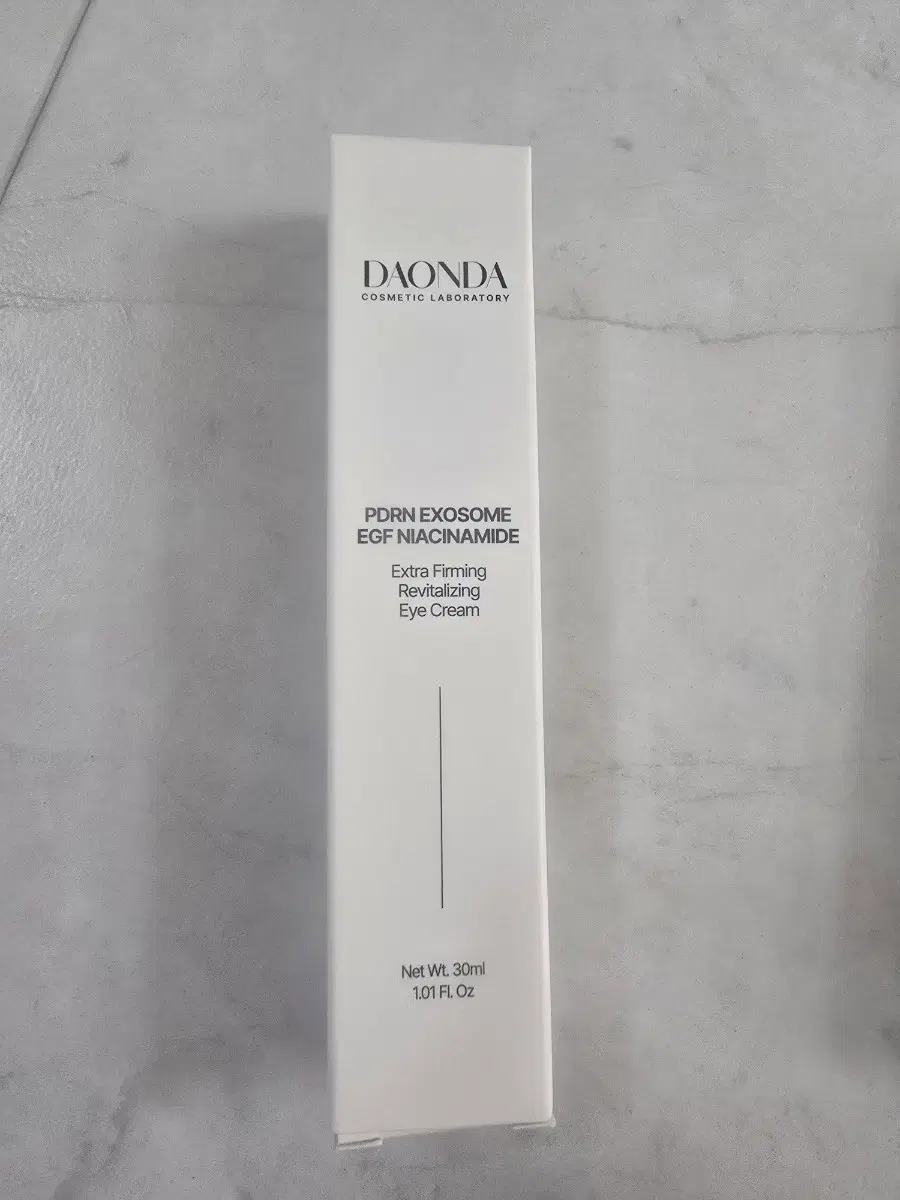 DAONDA
COSMETIC LABORATORY
PDRN EXOSOME
EGF NIACINAMIDE
Extra Firming
Revitalizing
Eye Cream
Net Wt. 30ml
1.01 Fl. Oz